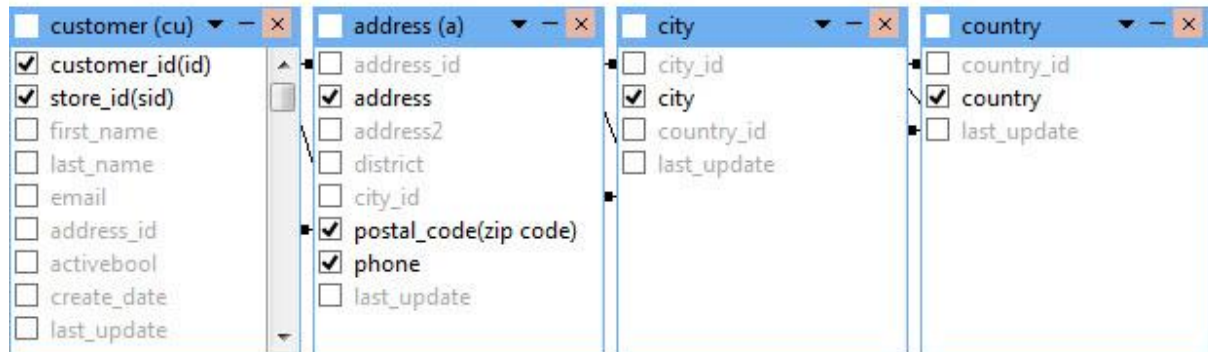 customer (cu)
customer_id(id)
store_id(sid)
first_name
last_name
email
address_id
activebool
create_date
last_update
address (a)
address_id
address
address2
district
city_id
postal_code(zip code)
phone
last_update
city
city_id
city
country_id
last_update
country
country_id
country
last_update